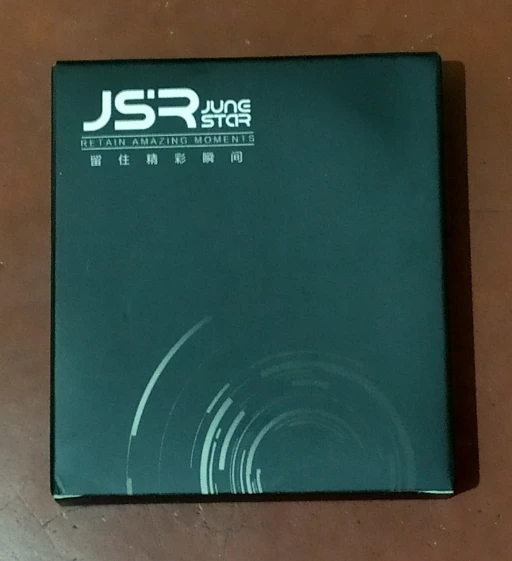 JSR JUNE STAR
RETAIN AMAZING MOMENTS
留住精彩瞬间